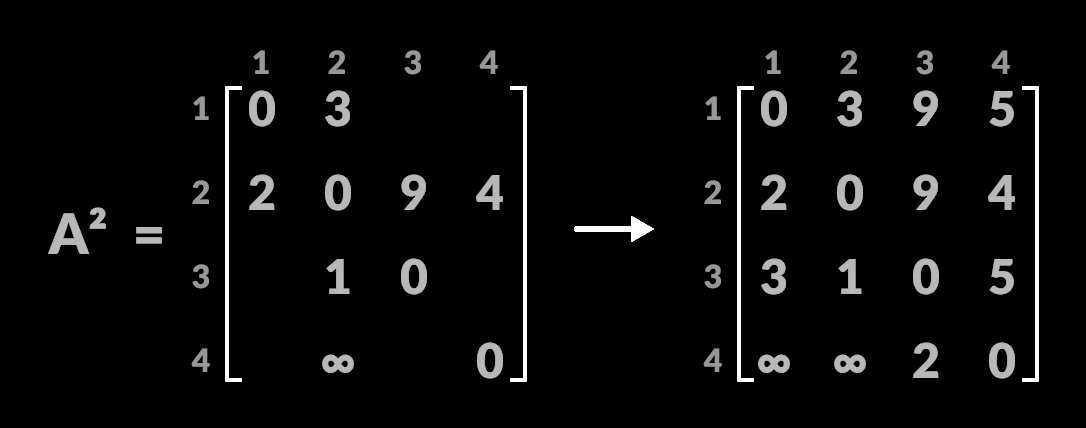 1 2 3 4 1 2 3 4
1 0 3 1 0 3 9 5
2 2 0 9 4 2 2 0 9 4
A² = →
3 1 0 3 3 1 0 5
4 ∞ 0 4 ∞ ∞ 2 0